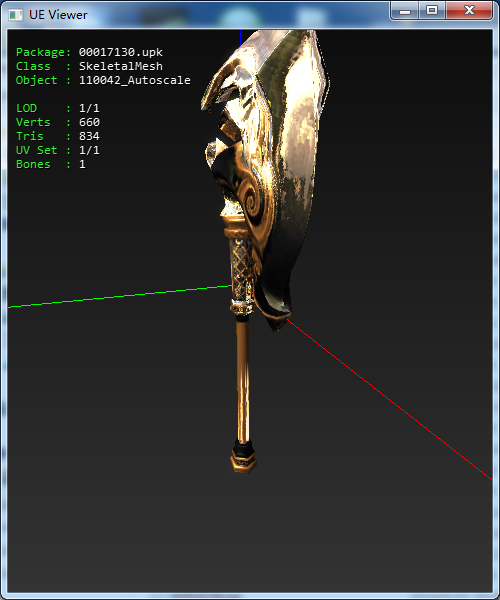 UE Viewer
Package: 00017130.upk
Class : SkeletalMesh
Object : 110042_Autoscale
LOD : 1/1
Verts : 660
Tris : 834
UV Set : 1/1
Bones : 1